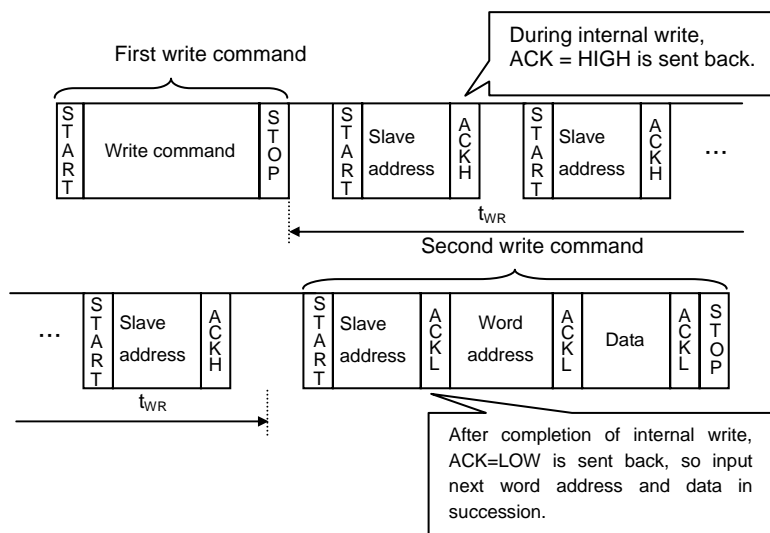 First write command
During internal write,
ACK = HIGH is sent back.
START
Write command
STOP
START
Slave
address
ACKH
START
Slave
address
ACKH
...
tWR
Second write command
...
START
Slave
address
ACKH
START
Slave
address
ACKL
Word
address
ACKL
Data
ACKL
STOP
tWR
After completion of internal write,
ACK=LOW is sent back, so input
next word address and data in
succession.